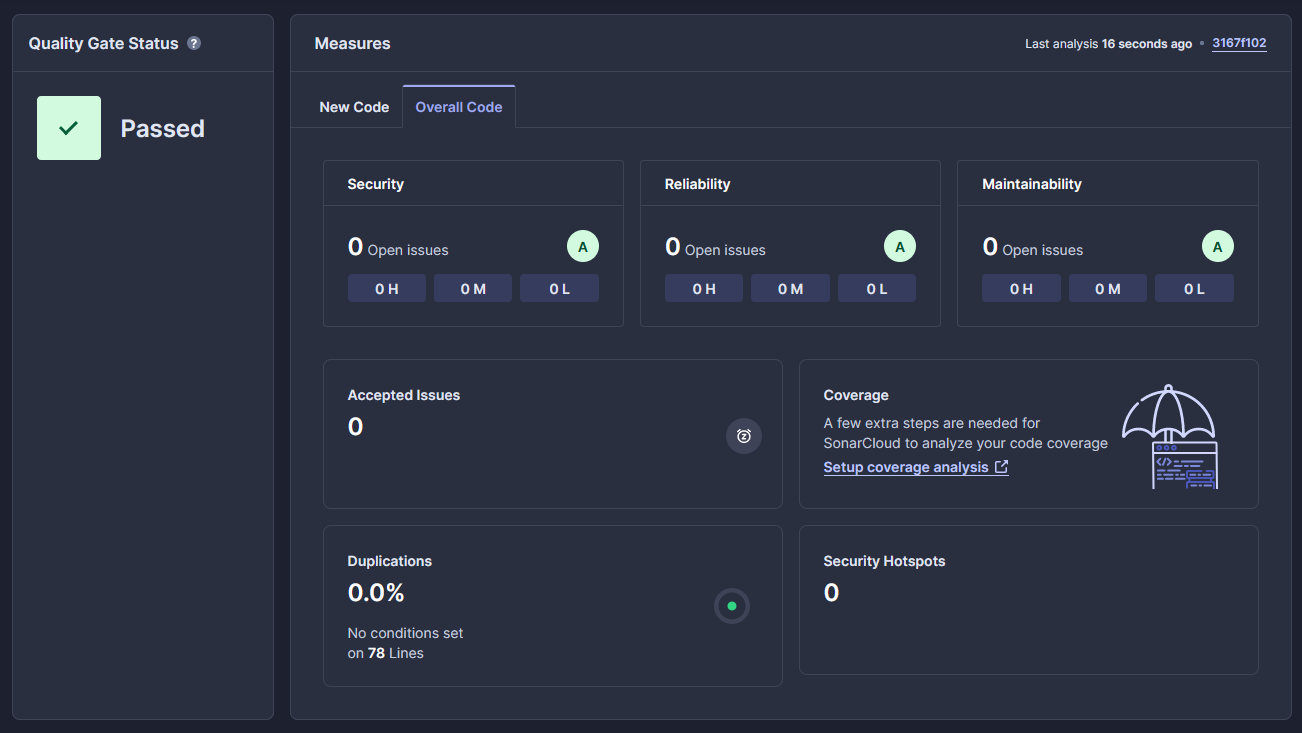 Quality Gate Status ?
Passed
Measures
Last analysis 16 seconds ago • 3167f102
New Code
Overall Code
Security
0 Open issues
A
0 H
0 M
0 L
Reliability
0 Open issues
A
0 H
0 M
0 L
Maintainability
0 Open issues
A
0 H
0 M
0 L
Accepted Issues
0
Coverage
A few extra steps are needed for
SonarCloud to analyze your code coverage
Setup coverage analysis
Duplications
0.0%
No conditions set
on 78 Lines
Security Hotspots
0